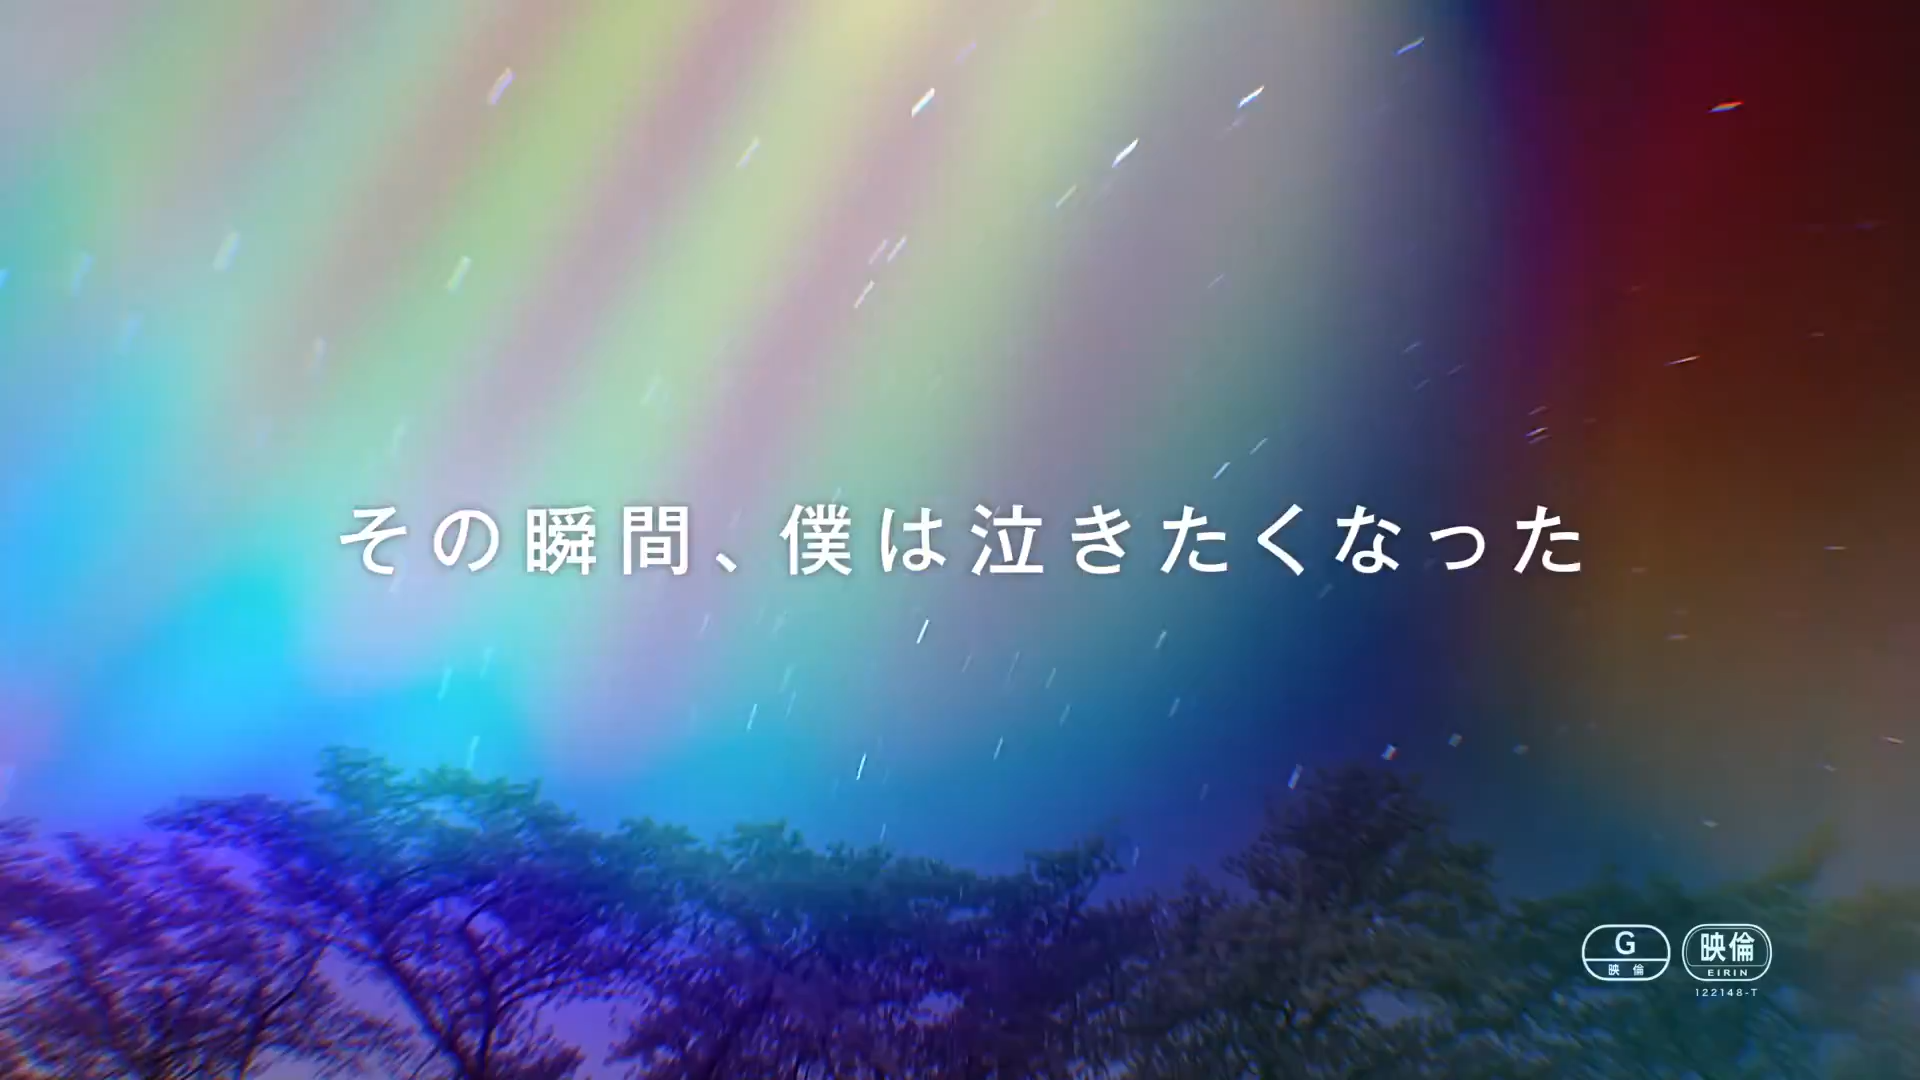 その瞬間、僕は泣きたくなった
G
映倫
映倫
EIRIN
122148-T